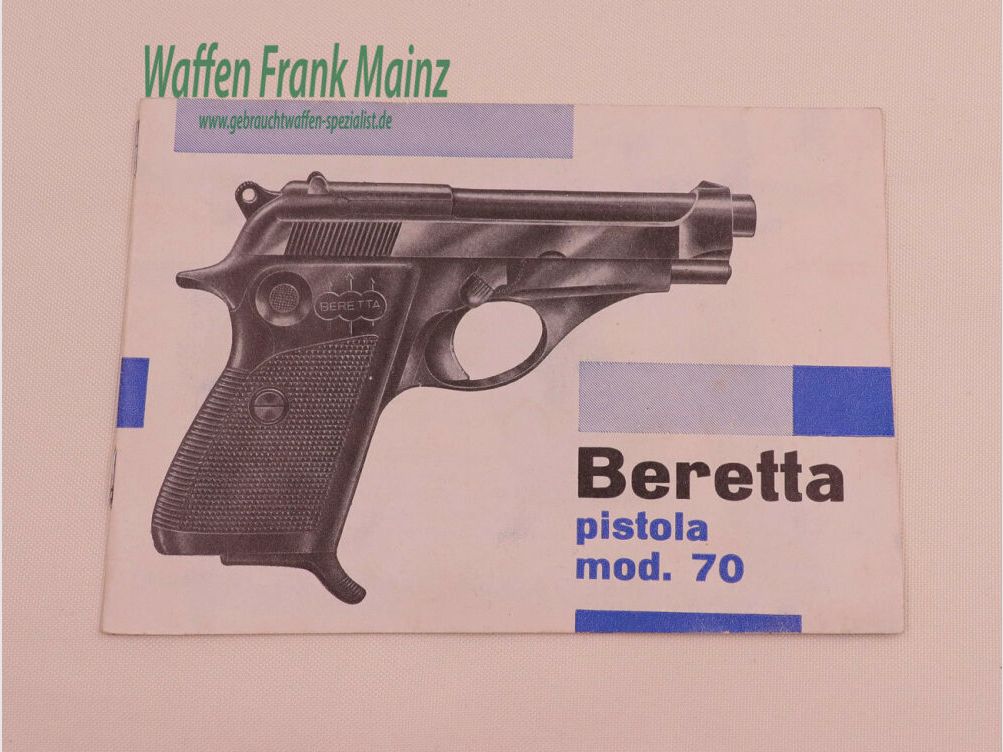 Waffen Frank Mainz
www.gebrauchtwaffen-spezialist.de
BERETTA
Beretta
pistola
mod. 70